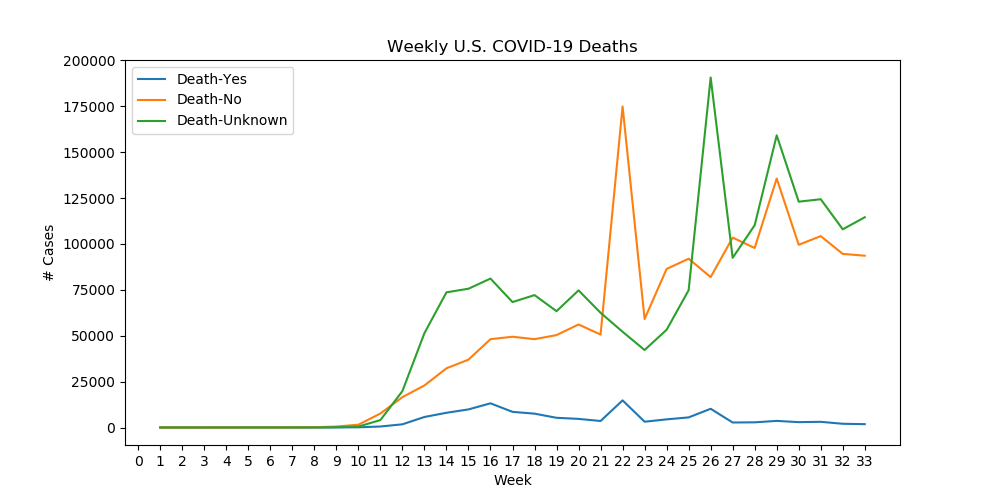 Weekly U.S. COVID-19 Deaths
200000
175000
150000
125000
100000
75000
50000
25000
0
# Cases
Death-Yes
Death-No
Death-Unknown
0 1 2 3 4 5 6 7 8 9 10 11 12 13 14 15 16 17 18 19 20 21 22 23 24 25 26 27 28 29 30 31 32 33
Week